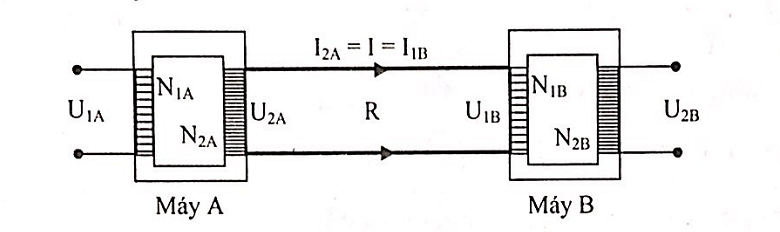 I₂A = I = I₁B
U₁A N₁A N₂A U₂A R U₁B N₁B N₂B U₂B
Máy A Máy B